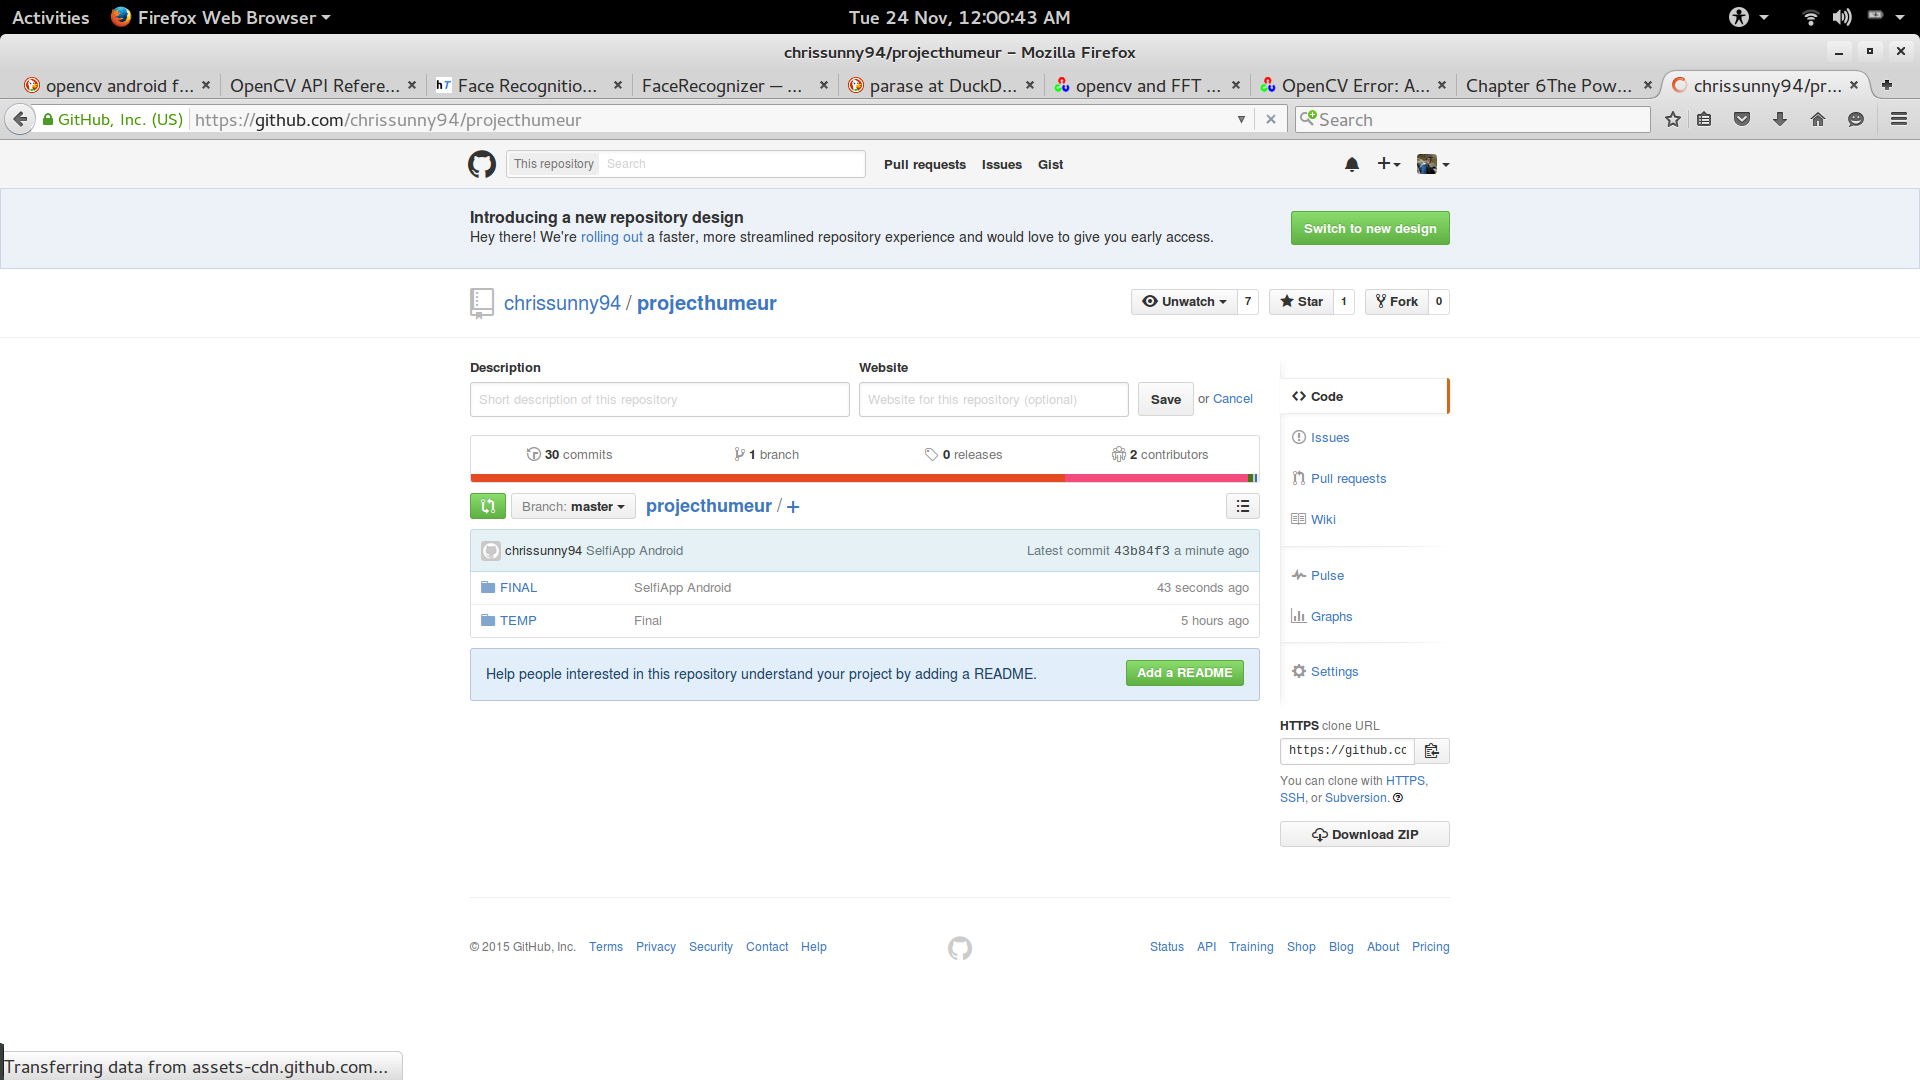 Activities Firefox Web Browser Tue 24 Nov, 12:00:43 AM
chrissunny94/projecthumeur – Mozilla Firefox
opencv android f... OpenCV API Refere... hT Face Recognitio... FaceRecognizer — ... parase at DuckD... opencv and FFT ... OpenCV Error: A... Chapter 6The Pow... chrissunny94/pr...
GitHub, Inc. (US) https://github.com/chrissunny94/projecthumeur Search
This repository Search Pull requests Issues Gist
Introducing a new repository design
Hey there! We're rolling out a faster, more streamlined repository experience and would love to give you early access.
Switch to new design
chrissunny94 / projecthumeur
Unwatch 7 Star 1 Fork 0
Description Website
Short description of this repository Website for this repository (optional) Save or Cancel
30 commits 1 branch 0 releases 2 contributors
Branch: master projecthumeur / +
chrissunny94 SelfiApp Android Latest commit 43b84f3 a minute ago
FINAL SelfiApp Android 43 seconds ago
TEMP Final 5 hours ago
Help people interested in this repository understand your project by adding a README. Add a README
Code
Issues
Pull requests
Wiki
Pulse
Graphs
Settings
HTTPS clone URL
https://github.cc
You can clone with HTTPS,
SSH, or Subversion.
Download ZIP
© 2015 GitHub, Inc. Terms Privacy Security Contact Help
Status API Training Shop Blog About Pricing
Transferring data from assets-cdn.github.com...